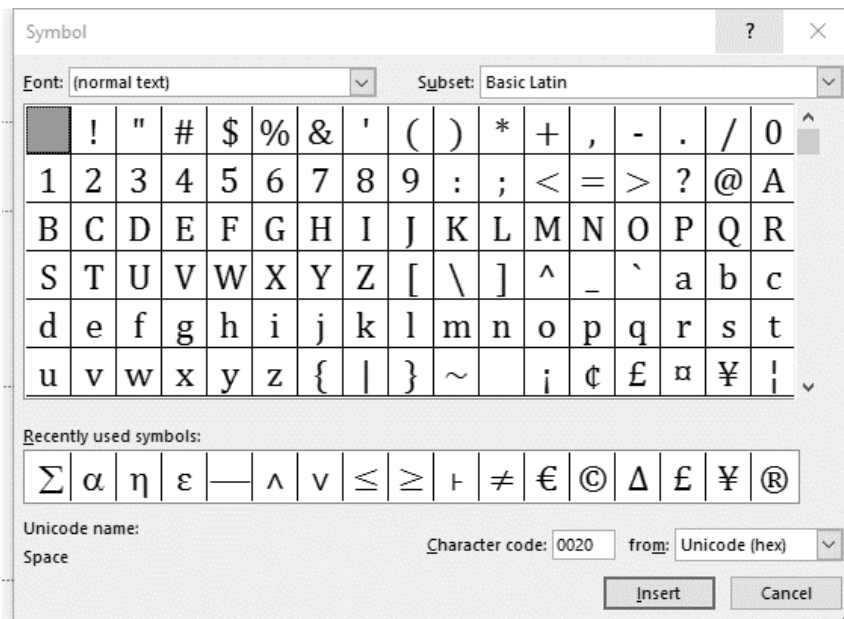 Symbol ? ×
Font: (normal text) Subset: Basic Latin
! " # $ % & ' ( ) * + , - . / 0
1 2 3 4 5 6 7 8 9 : ; < = > ? @ A
B C D E F G H I J K L M N O P Q R
S T U V W X Y Z [ \ ] ^ _ ` a b c
d e f g h i j k l m n o p q r s t
u v w x y z { | } ~ ¡ ¢ £ ¤ ¥ ¦
Recently used symbols:
Σ α η ε — ˄ ˅ ≤ ≥ ⊦ ≠ € © Δ £ ¥ ®
Unicode name:
Space
Character code: 0020 from: Unicode (hex)
Insert Cancel